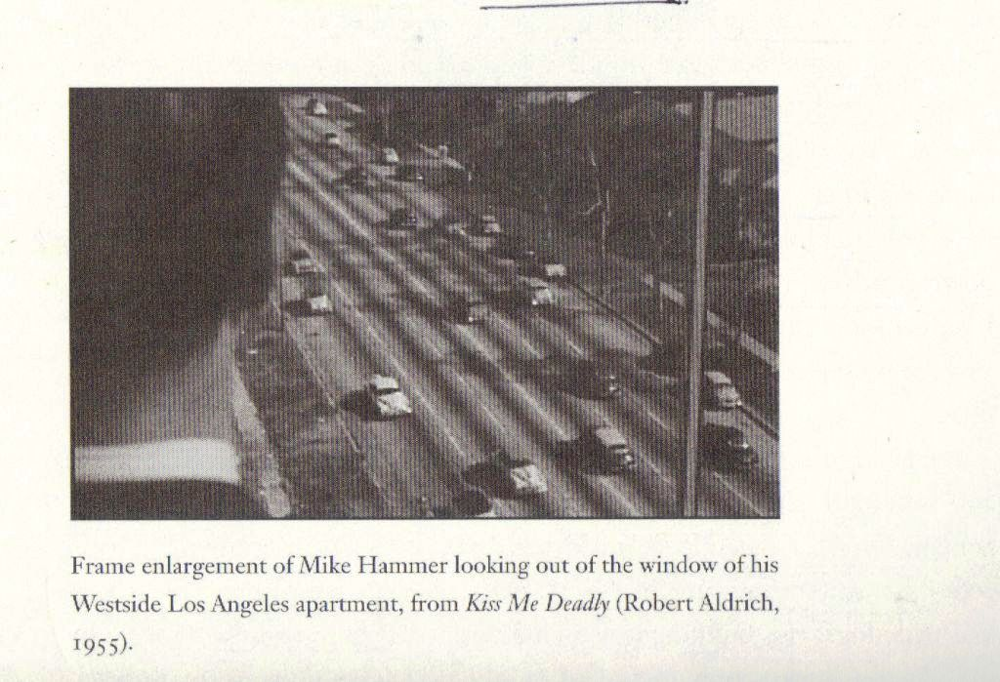 Frame enlargement of Mike Hammer looking out of the window of his
Westside Los Angeles apartment, from Kiss Me Deadly (Robert Aldrich,
1955).